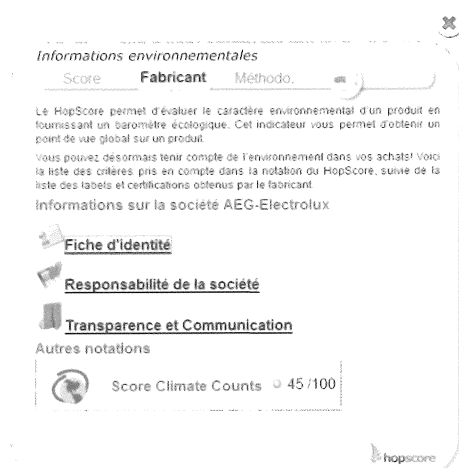 Informations environnementales
Score Fabricant Méthodo.
Le HopScore permet d'évaluer le caractère environnemental d'un produit en
fournissant un baromètre écologique. Cet indicateur vous permet d'obtenir un
point de vue global sur un produit.
Vous pouvez désormais tenir compte de l'environnement dans vos achats! Voici
la liste des critères pris en compte dans la notation du HopScore, suivie de la
liste des labels et certifications obtenus par le fabricant.
Informations sur la société AEG-Electrolux
Fiche d'identité
Responsabilité de la société
Transparence et Communication
Autres notations
Score Climate Counts 45 /100
hopscore